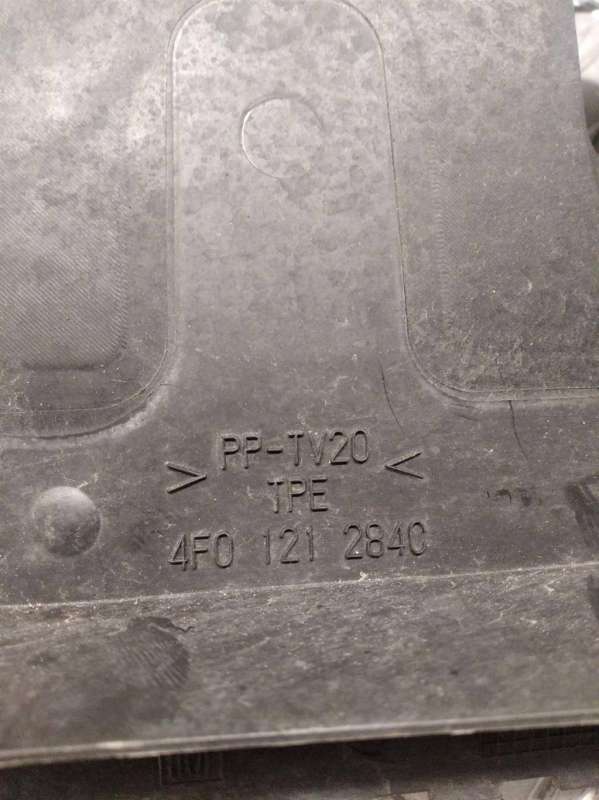 PP-TV20
> <
TPE
4F0 121 284C